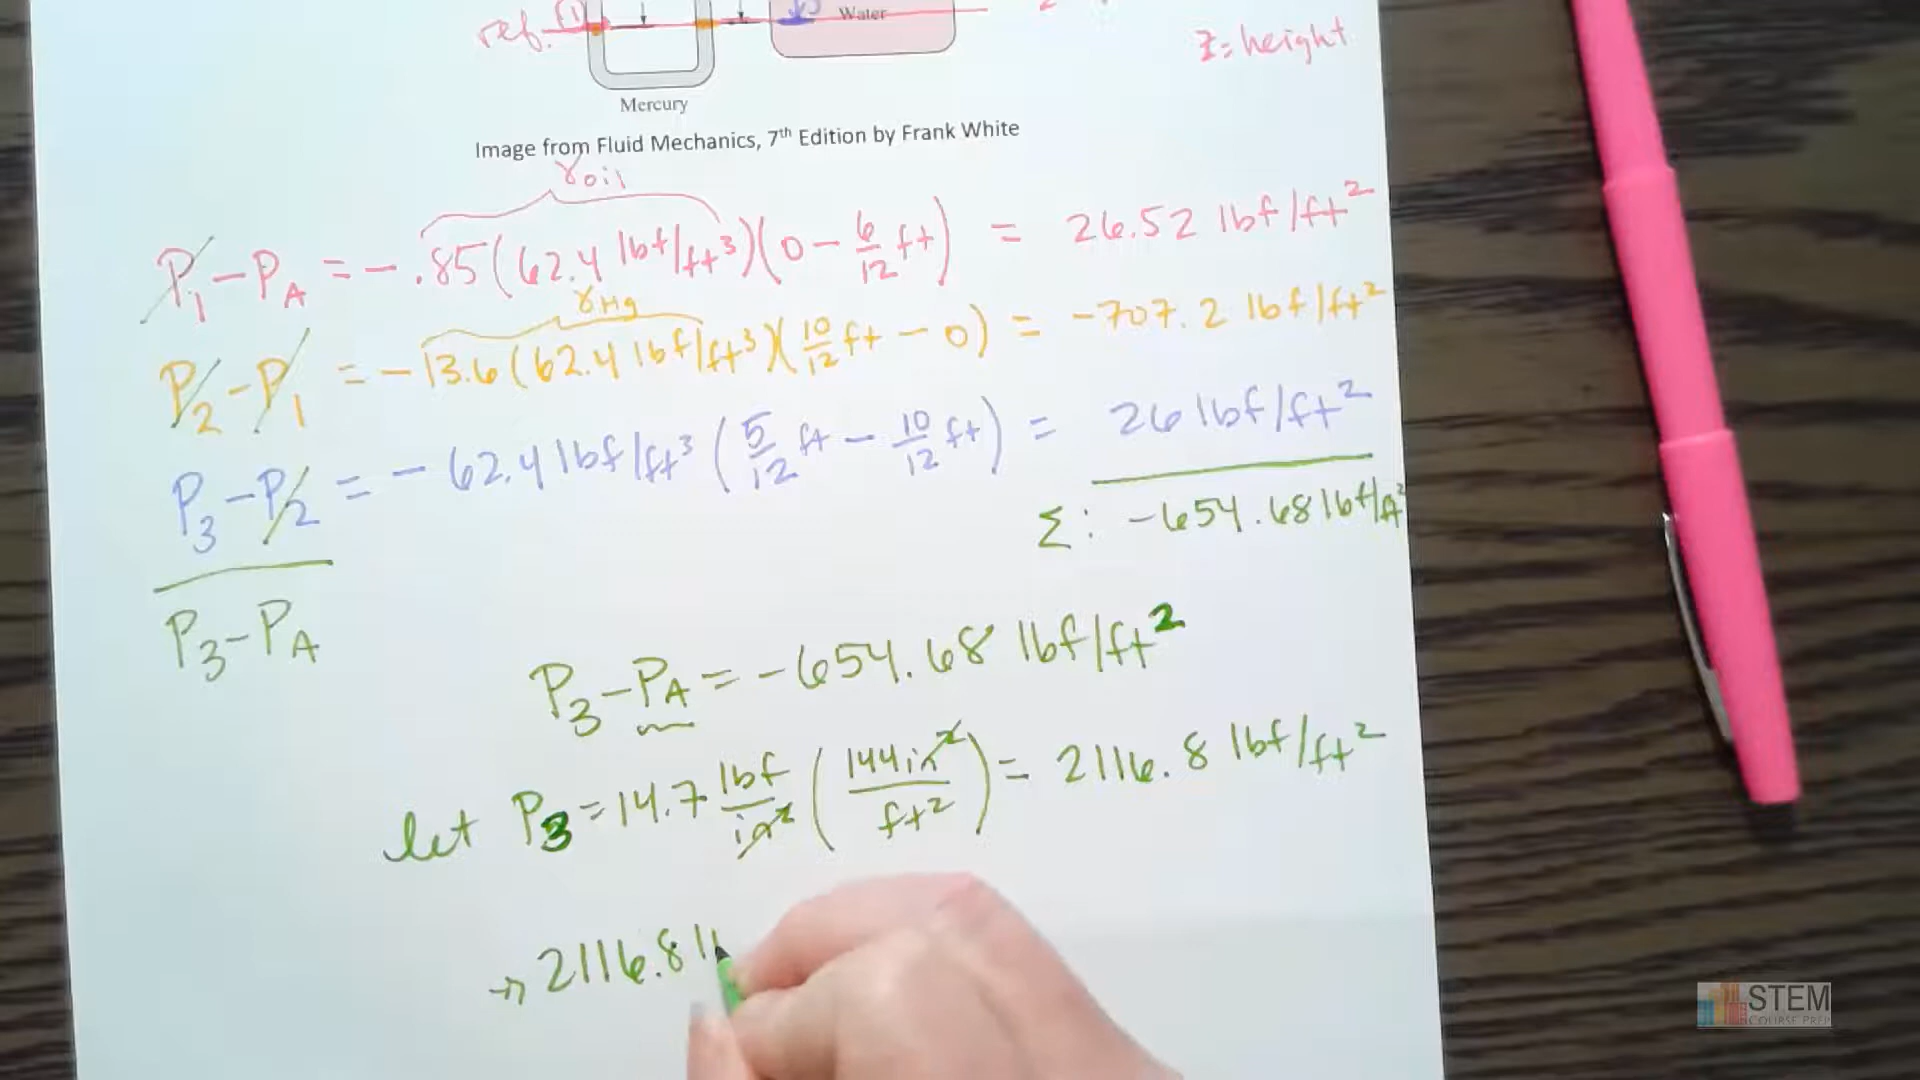 Water
ref. (1)
z = height
Mercury
Image from Fluid Mechanics, 7th Edition by Frank White
γoil
P1 - PA = - .85(62.4 lbf/ft³)(0 - 6/12 ft) = 26.52 lbf/ft²
γHg
P2 - P1 = - 13.6(62.4 lbf/ft³)(10/12 ft - 0) = -707.2 lbf/ft²
P3 - P2 = - 62.4 lbf/ft³ (5/12 ft - 10/12 ft) = 26 lbf/ft²
Σ: -654.68 lbf/ft²
P3 - PA
P3 - PA = -654.68 lbf/ft²
let P3 = 14.7 lbf/in² (144 in²/ft²) = 2116.8 lbf/ft²
→ 2116.8 l
STEM
COURSE PREP